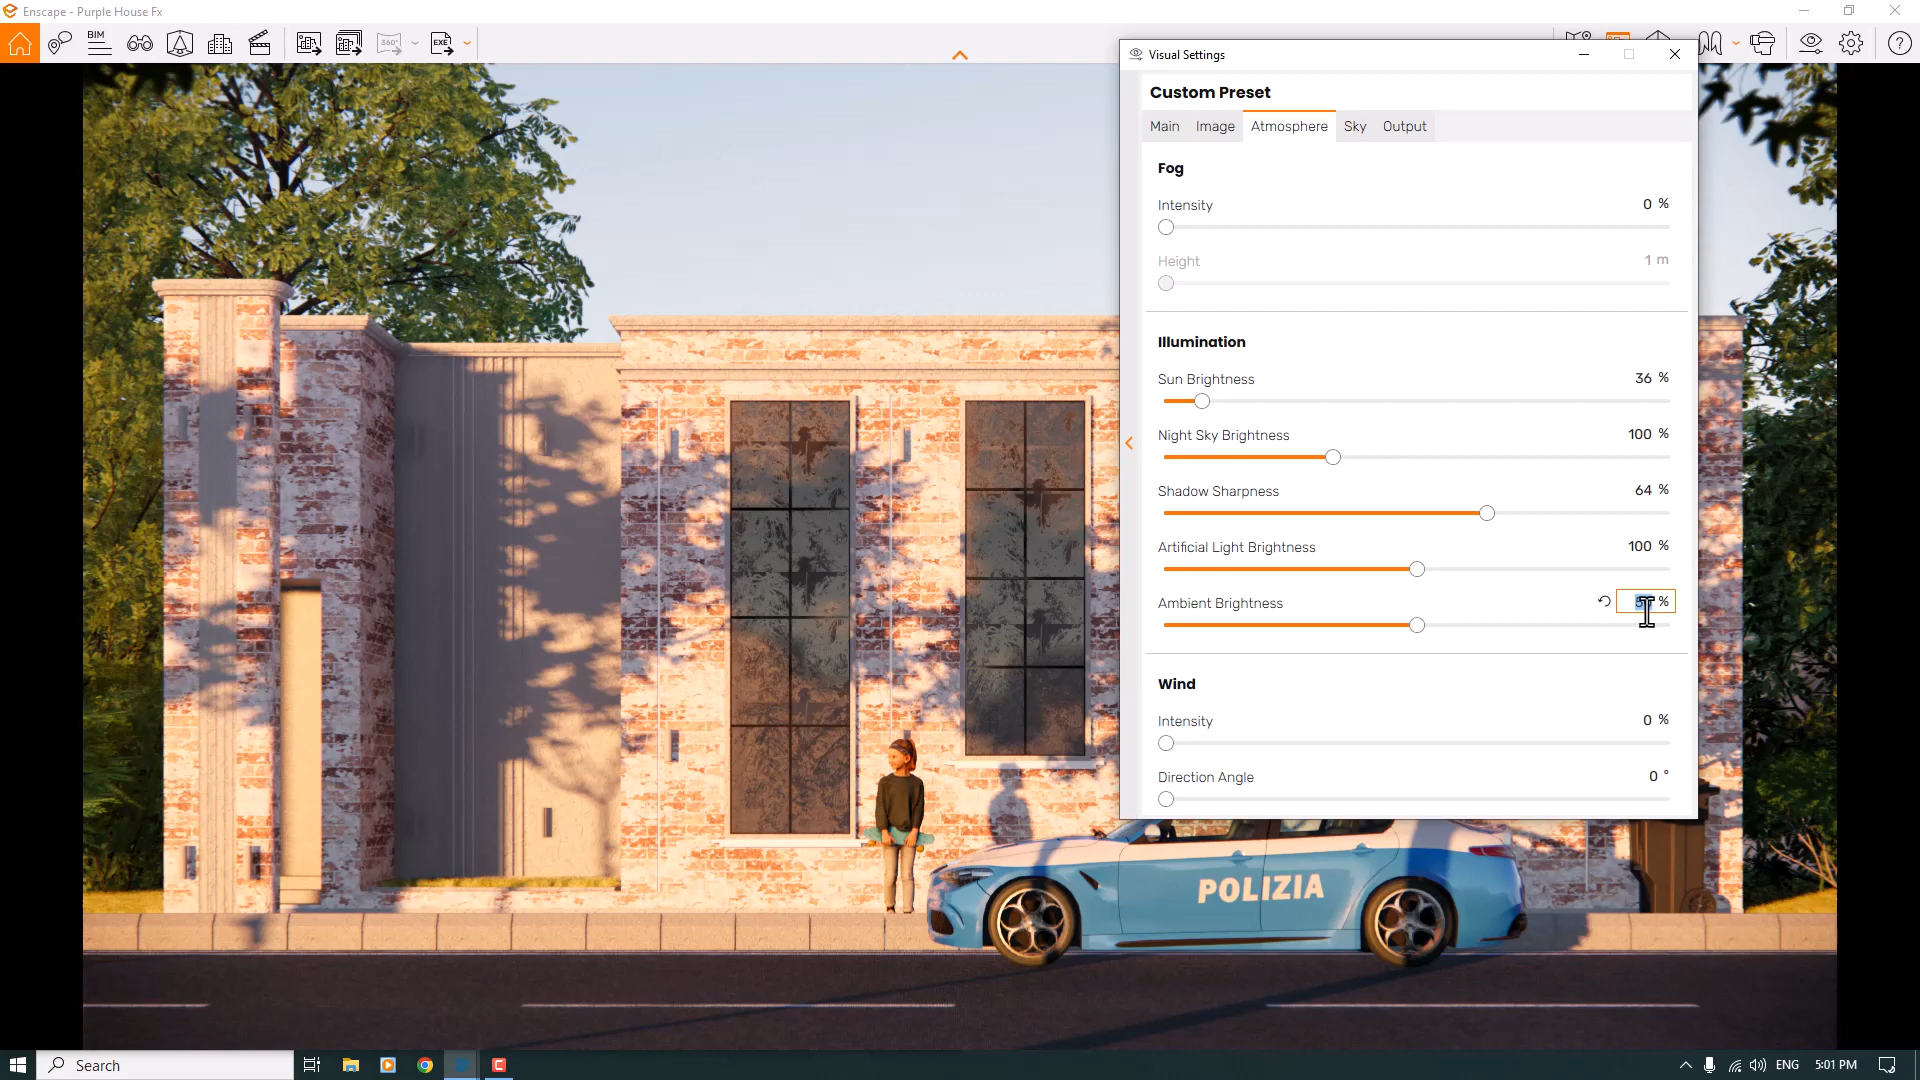 Enscape - Purple House Fx
BIM
360°
EXE
Visual Settings
Custom Preset
Main Image Atmosphere Sky Output
Fog
Intensity 0 %
Height 1 m
Illumination
Sun Brightness 36 %
Night Sky Brightness 100 %
Shadow Sharpness 64 %
Artificial Light Brightness 100 %
Ambient Brightness %
Wind
Intensity 0 %
Direction Angle 0 °
POLIZIA
Search
ENG 5:01 PM